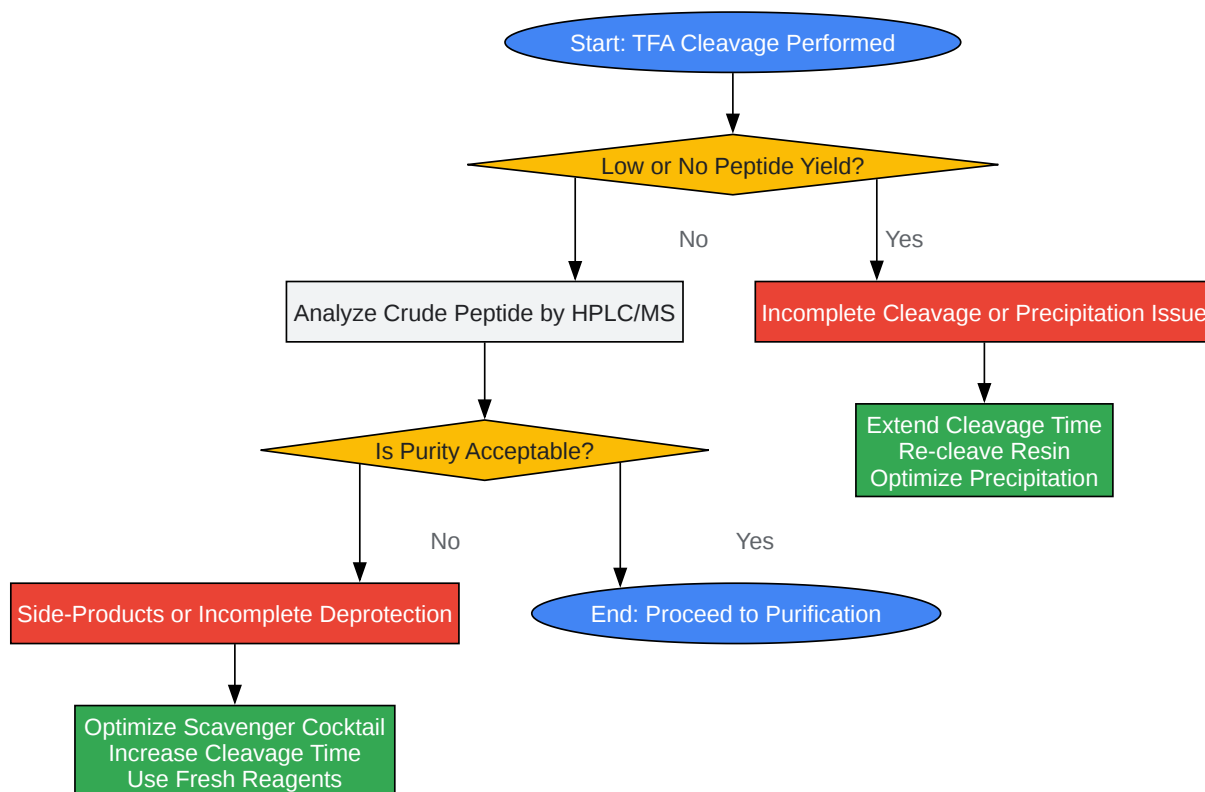 Start: TFA Cleavage Performed
Low or No Peptide Yield?
No
Yes
Analyze Crude Peptide by HPLC/MS
Incomplete Cleavage or Precipitation Issue
Extend Cleavage Time
Re-cleave Resin
Optimize Precipitation
Is Purity Acceptable?
No
Yes
Side-Products or Incomplete Deprotection
End: Proceed to Purification
Optimize Scavenger Cocktail
Increase Cleavage Time
Use Fresh Reagents